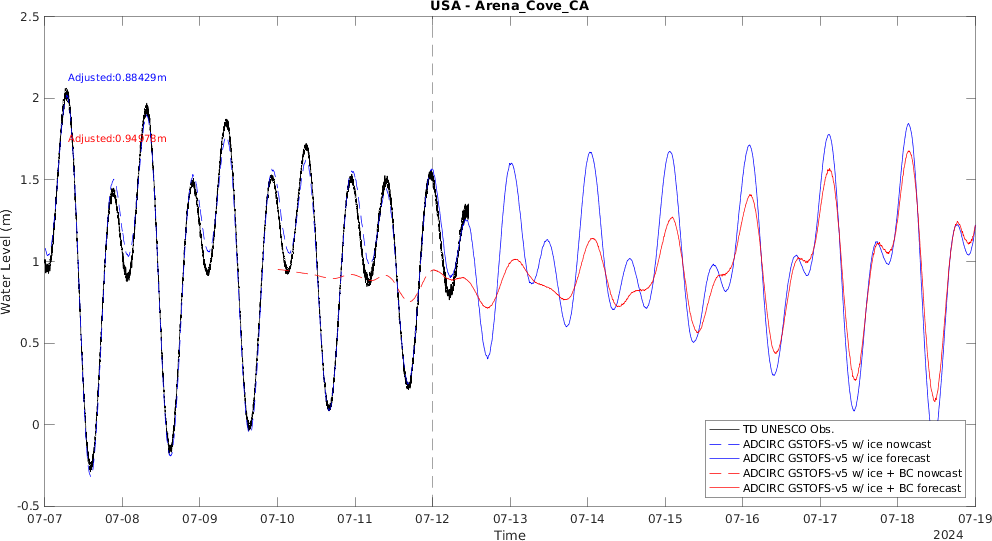 USA - Arena_Cove_CA
2.5
2
1.5
1
0.5
0
-0.5
Water Level (m)
Adjusted:0.88429m
Adjusted:0.94973m
TD UNESCO Obs.
ADCIRC GSTOFS-v5 w/ ice nowcast
ADCIRC GSTOFS-v5 w/ ice forecast
ADCIRC GSTOFS-v5 w/ ice + BC nowcast
ADCIRC GSTOFS-v5 w/ ice + BC forecast
07-07 07-08 07-09 07-10 07-11 07-12 07-13 07-14 07-15 07-16 07-17 07-18 07-19
Time
2024